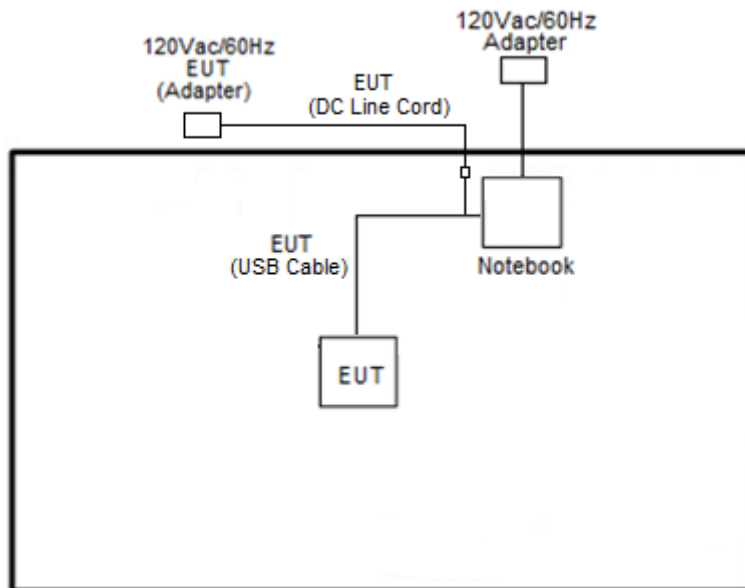 120Vac/60Hz
EUT
(Adapter)
EUT
(DC Line Cord)
120Vac/60Hz
Adapter
EUT
(USB Cable)
Notebook
EUT